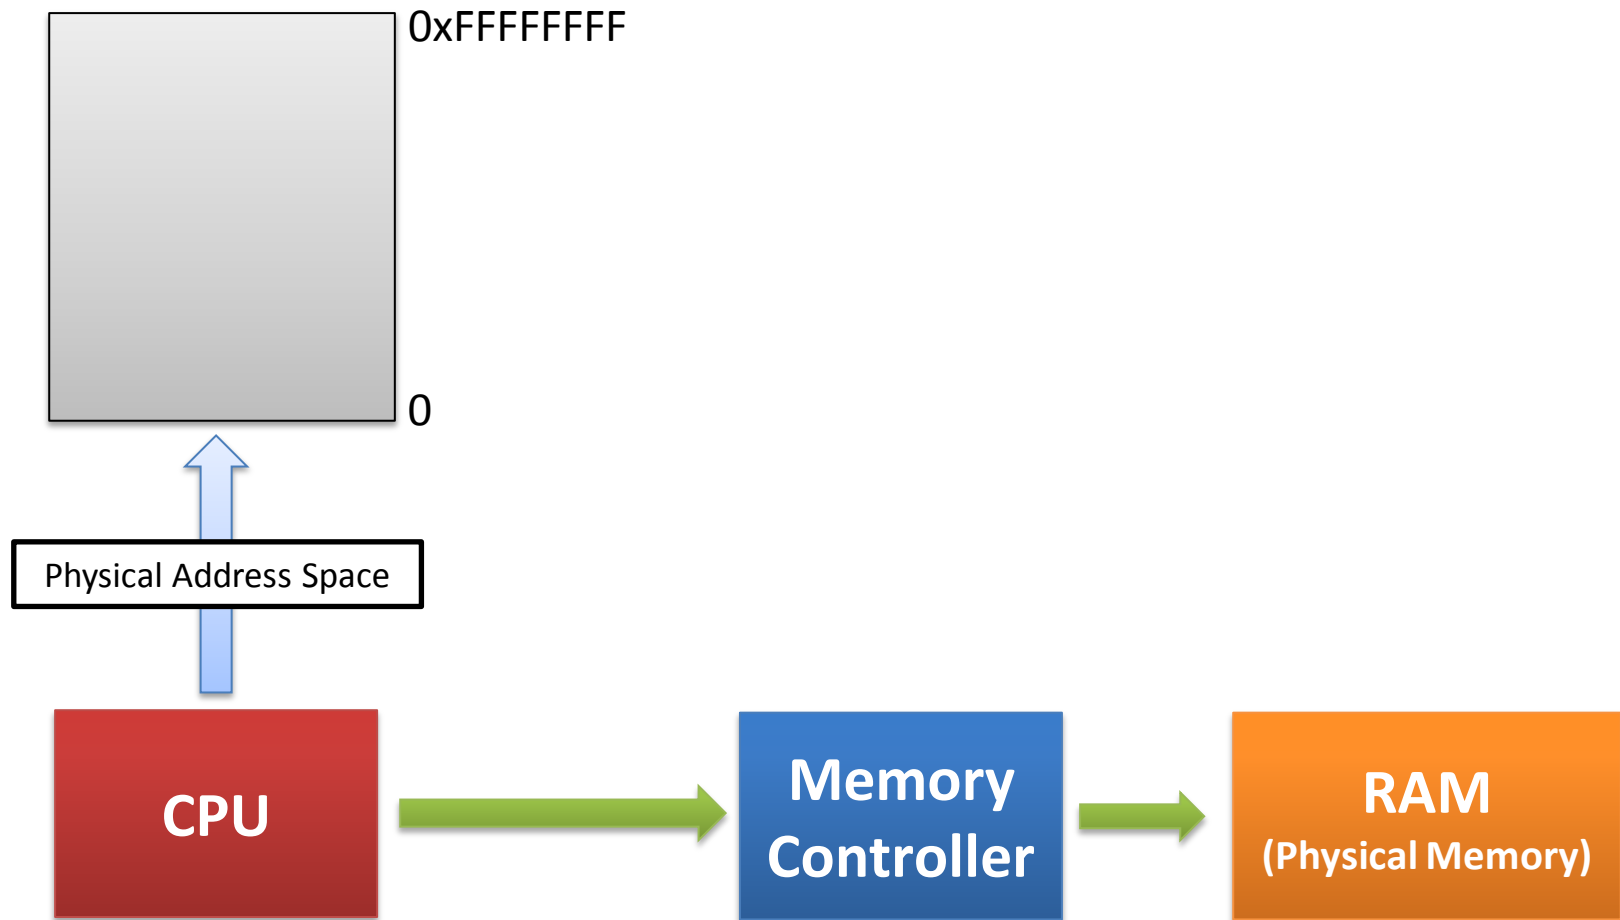 0xFFFFFFFF
0
Physical Address Space
CPU
Memory
Controller
RAM
(Physical Memory)